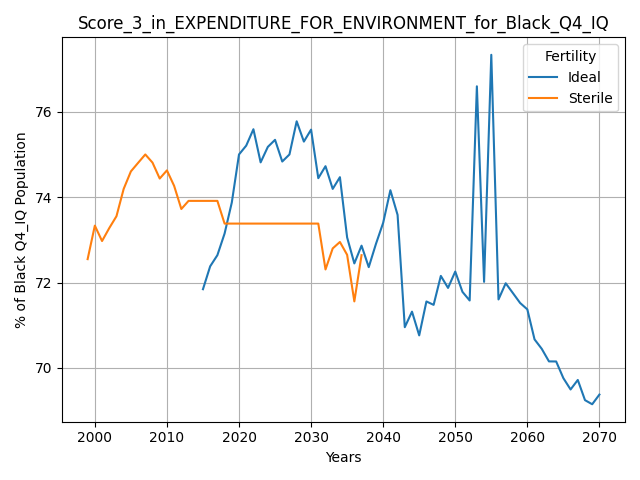 Score_3_in_EXPENDITURE_FOR_ENVIRONMENT_for_Black_Q4_IQ
Fertility
Ideal
Sterile
% of Black Q4_IQ Population
76
74
72
70
2000 2010 2020 2030 2040 2050 2060 2070
Years